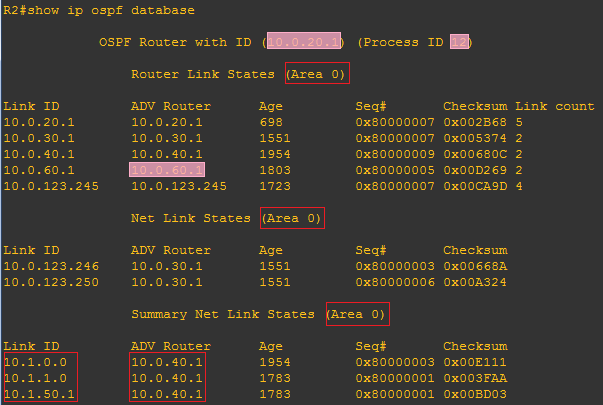 R2#show ip ospf database
OSPF Router with ID (10.0.20.1) (Process ID 12)
Router Link States (Area 0)
Link ID ADV Router Age Seq# Checksum Link count
10.0.20.1 10.0.20.1 698 0x80000007 0x002B68 5
10.0.30.1 10.0.30.1 1551 0x80000007 0x005374 2
10.0.40.1 10.0.40.1 1954 0x80000009 0x00680C 2
10.0.60.1 10.0.60.1 1803 0x80000005 0x00D269 2
10.0.123.245 10.0.123.245 1723 0x80000007 0x00CA9D 4
Net Link States (Area 0)
Link ID ADV Router Age Seq# Checksum
10.0.123.246 10.0.30.1 1551 0x80000003 0x00668A
10.0.123.250 10.0.30.1 1551 0x80000006 0x00A324
Summary Net Link States (Area 0)
Link ID ADV Router Age Seq# Checksum
10.1.0.0 10.0.40.1 1954 0x80000003 0x00E111
10.1.1.0 10.0.40.1 1783 0x80000001 0x003FAA
10.1.50.1 10.0.40.1 1783 0x80000001 0x00BD03